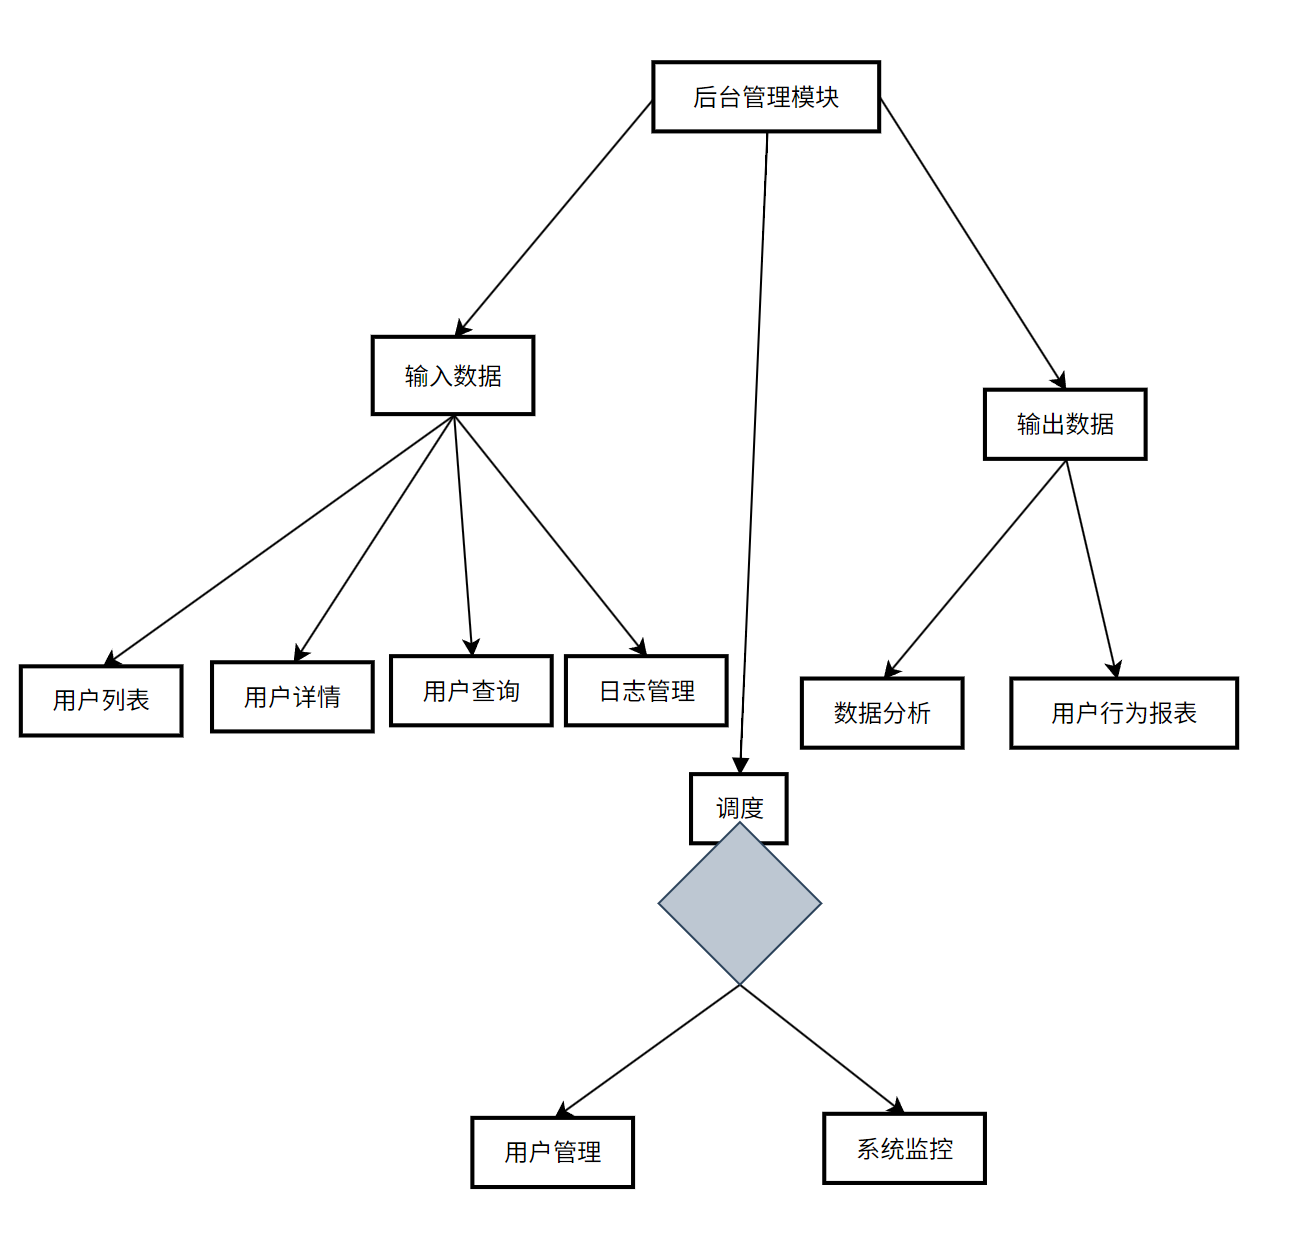 后台管理模块
输入数据
输出数据
用户列表
用户详情
用户查询
日志管理
数据分析
用户行为报表
调度
用户管理
系统监控